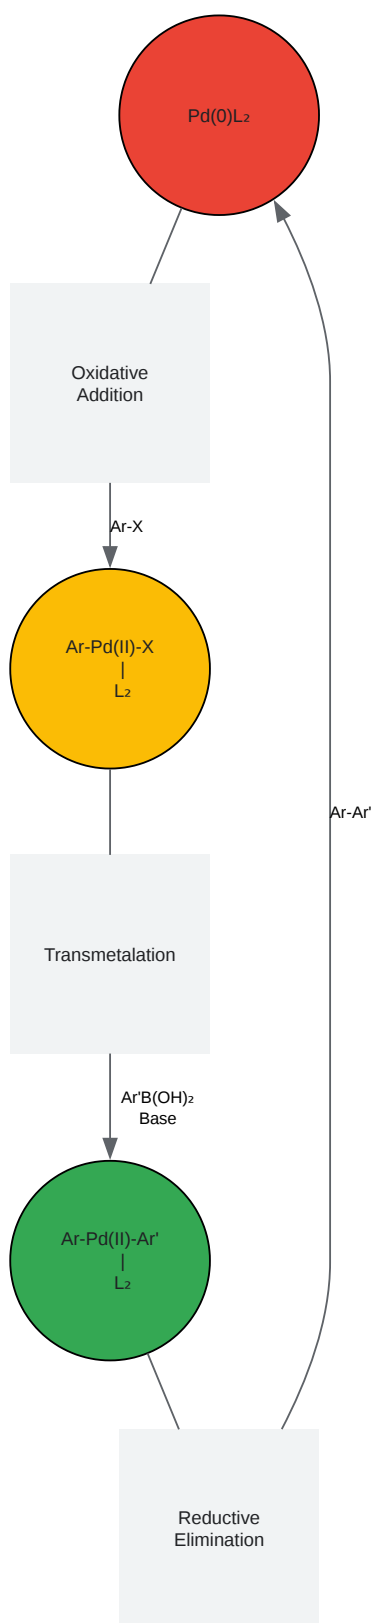 Pd(0)L₂
Oxidative
Addition
Ar-X
Ar-Pd(II)-X
|
L₂
Ar-Ar'
Transmetalation
Ar'B(OH)₂
Base
Ar-Pd(II)-Ar'
|
L₂
Reductive
Elimination